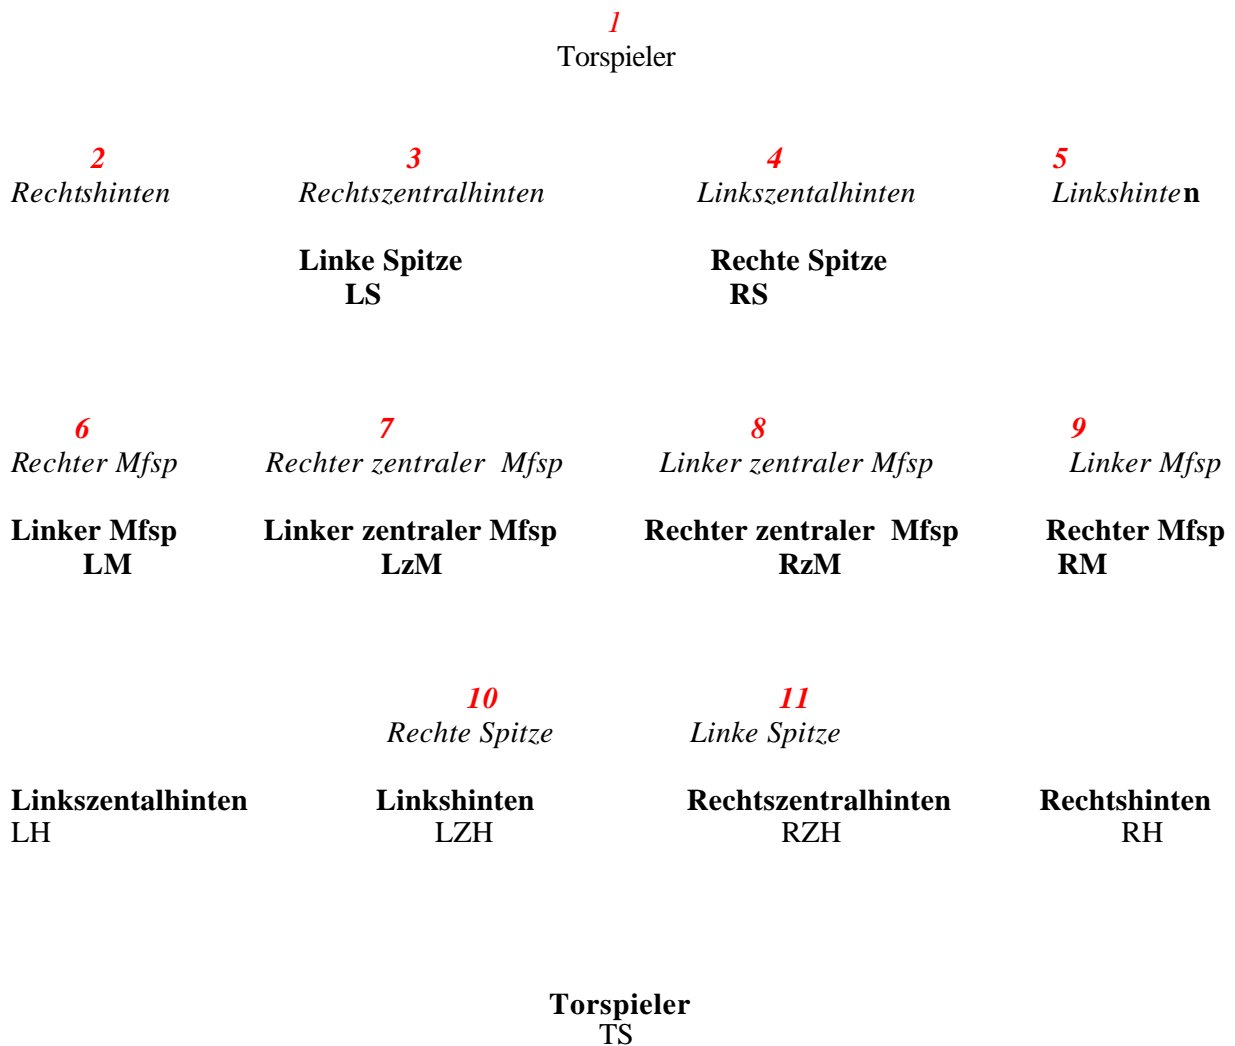 1
Torspieler
2 3 4 5
Rechtshinten Rechtszentralhinten Linkszentalhinten Linkshinten
Linke Spitze Rechte Spitze
LS RS
6 7 8 9
Rechter Mfsp Rechter zentraler Mfsp Linker zentraler Mfsp Linker Mfsp
Linker Mfsp Linker zentraler Mfsp Rechter zentraler Mfsp Rechter Mfsp
LM LzM RzM RM
10 11
Rechte Spitze Linke Spitze
Linkszentalhinten Linkshinten Rechtszentralhinten Rechtshinten
LH LZH RZH RH
Torspieler
TS